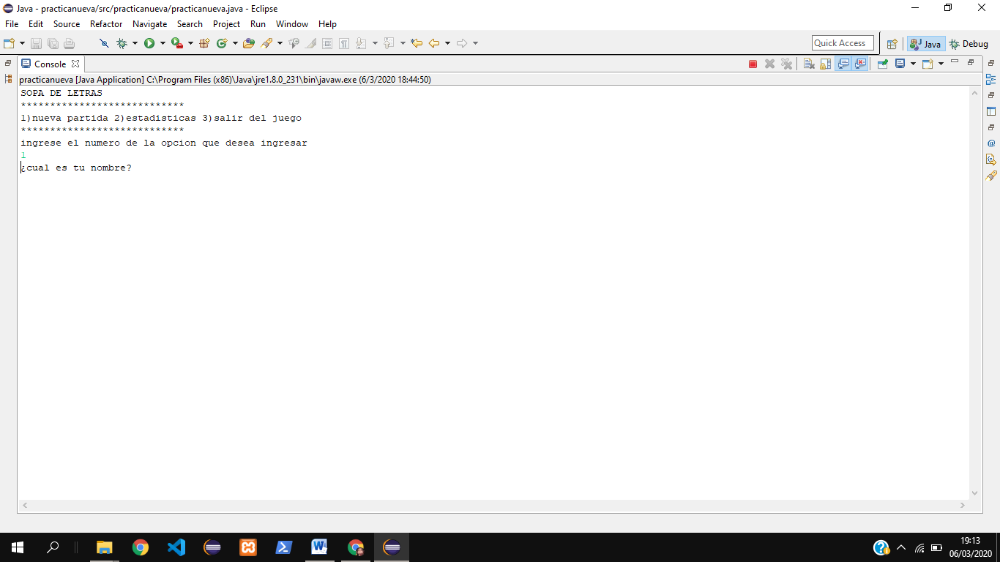 Java - practicanueva/src/practicanueva/practicanueva.java - Eclipse
File Edit Source Refactor Navigate Search Project Run Window Help
Quick Access Java Debug
Console
practicanueva [Java Application] C:\Program Files (x86)\Java\jre1.8.0_231\bin\javaw.exe (6/3/2020 18:44:50)
SOPA DE LETRAS
****************************
1)nueva partida 2)estadisticas 3)salir del juego
****************************
ingrese el numero de la opcion que desea ingresar
1
¿cual es tu nombre?
19:13
06/03/2020